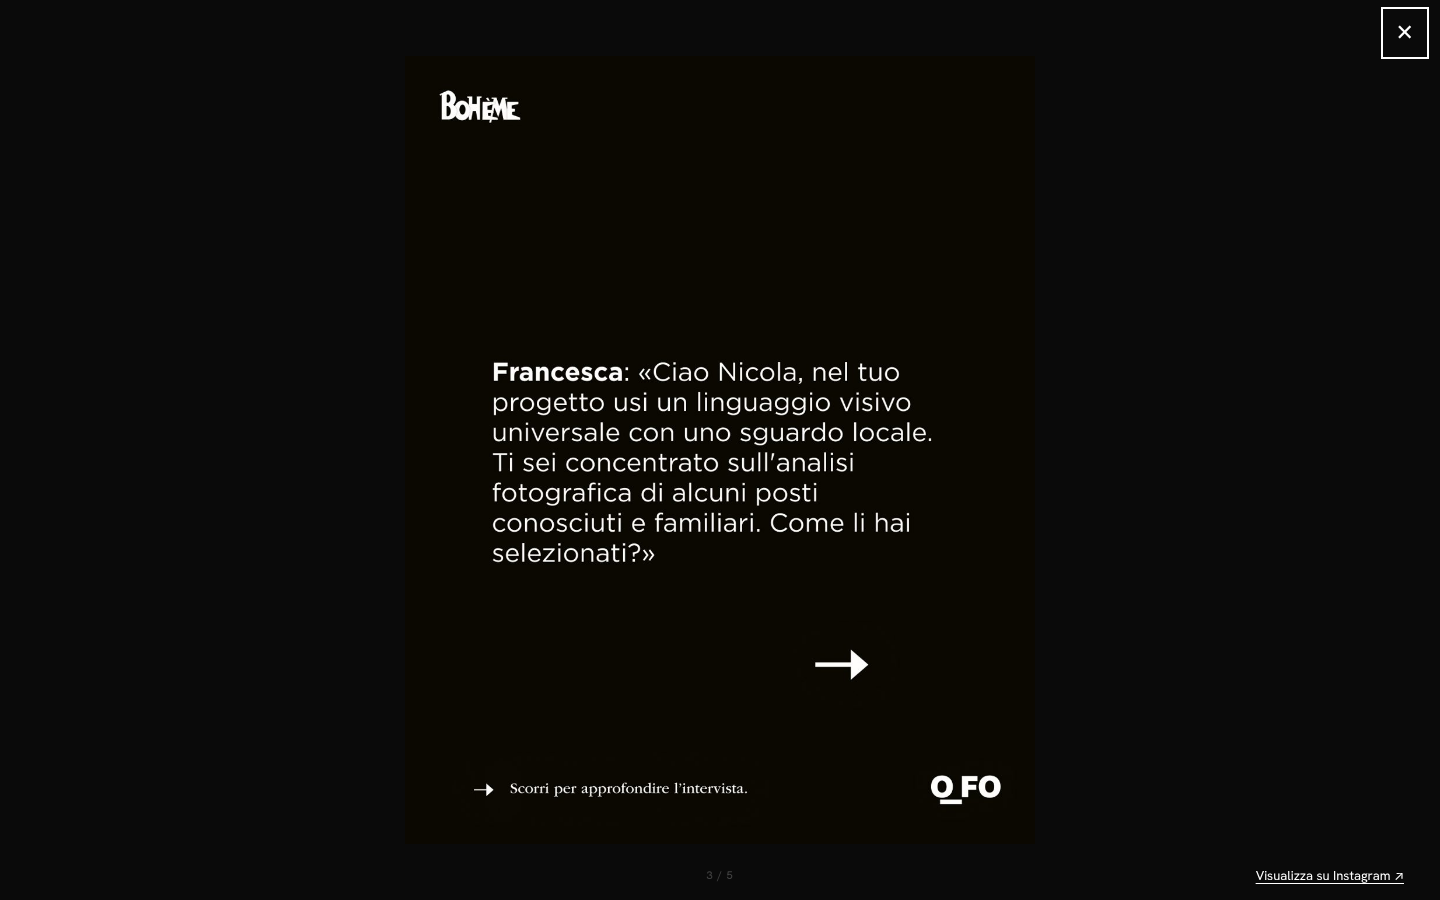 ✕
BOHÈME
Francesca: «Ciao Nicola, nel tuo
progetto usi un linguaggio visivo
universale con uno sguardo locale.
Ti sei concentrato sull'analisi
fotografica di alcuni posti
conosciuti e familiari. Come li hai
selezionati?»
→ Scorri per approfondire l’intervista.
O_FO
3 / 5
Visualizza su Instagram ↗